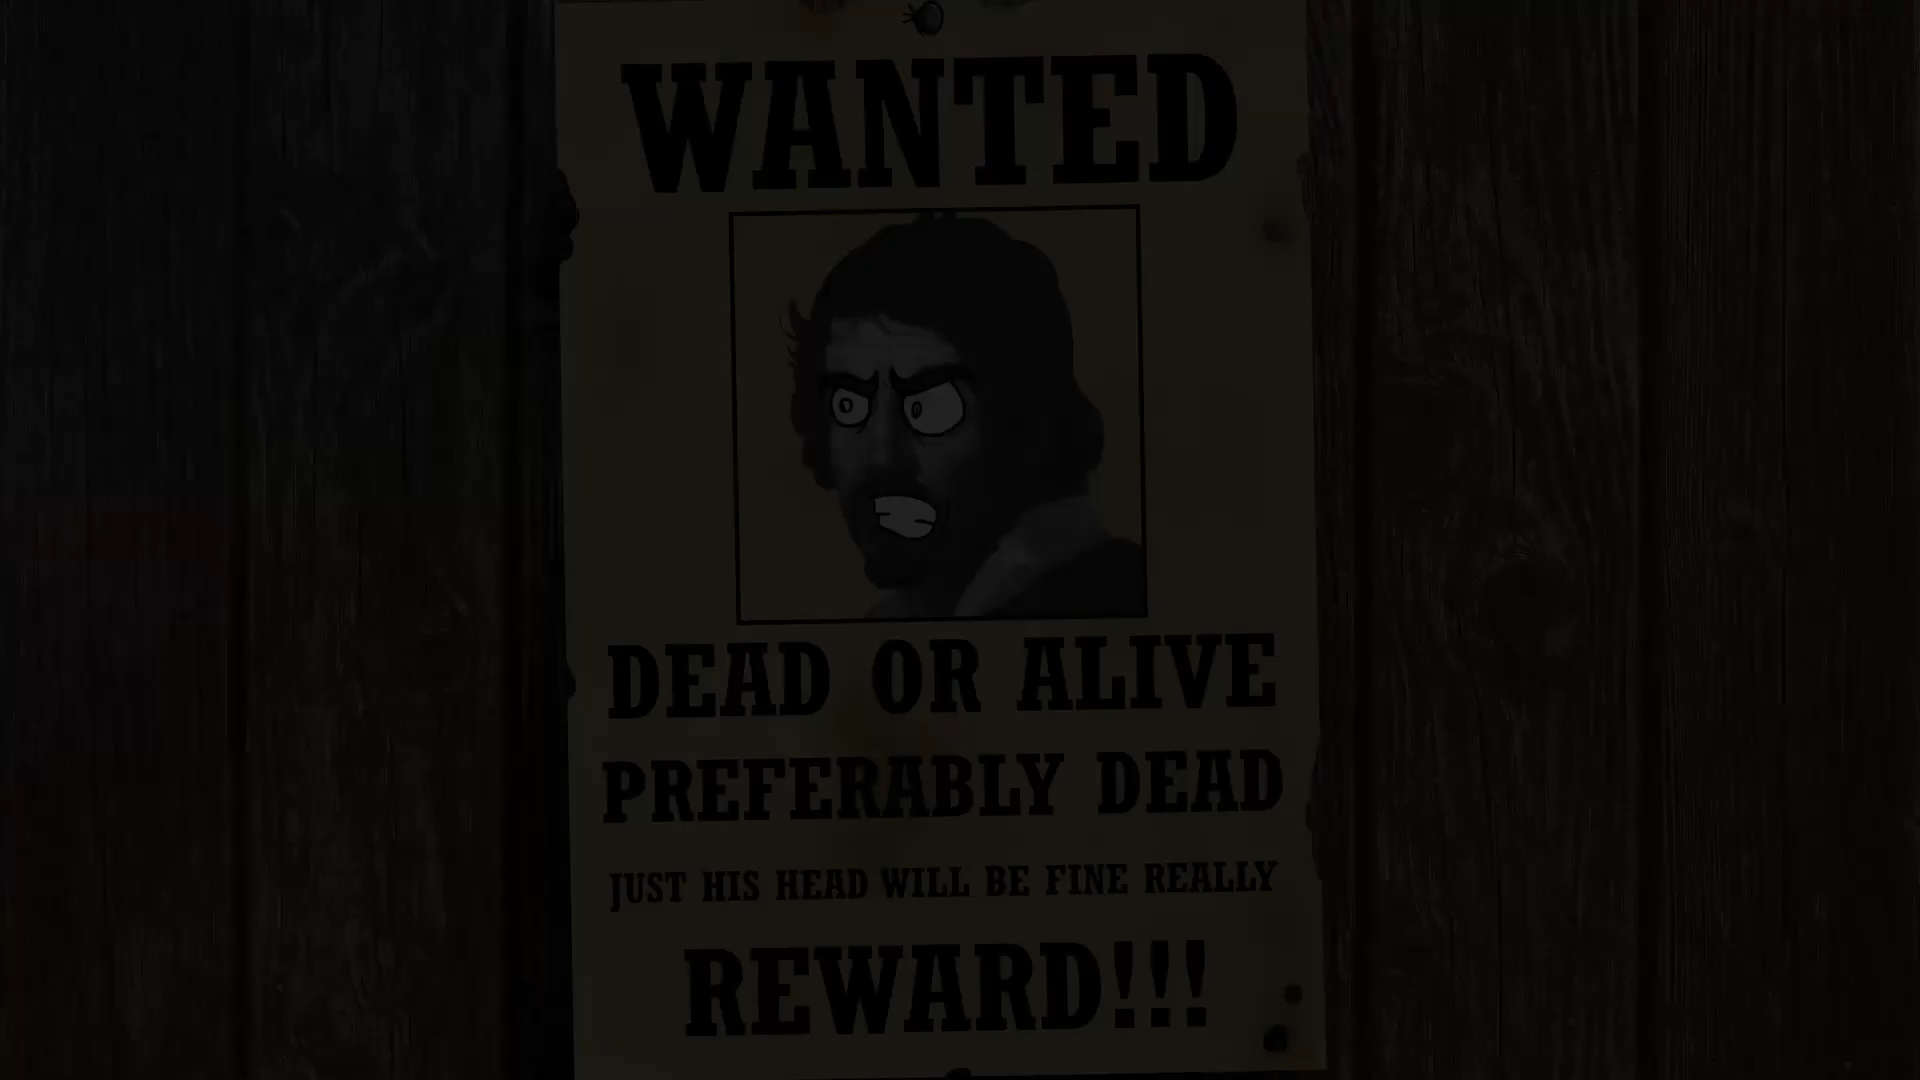 WANTED
DEAD OR ALIVE
PREFERABLY DEAD
JUST HIS HEAD WILL BE FINE REALLY
REWARD!!!